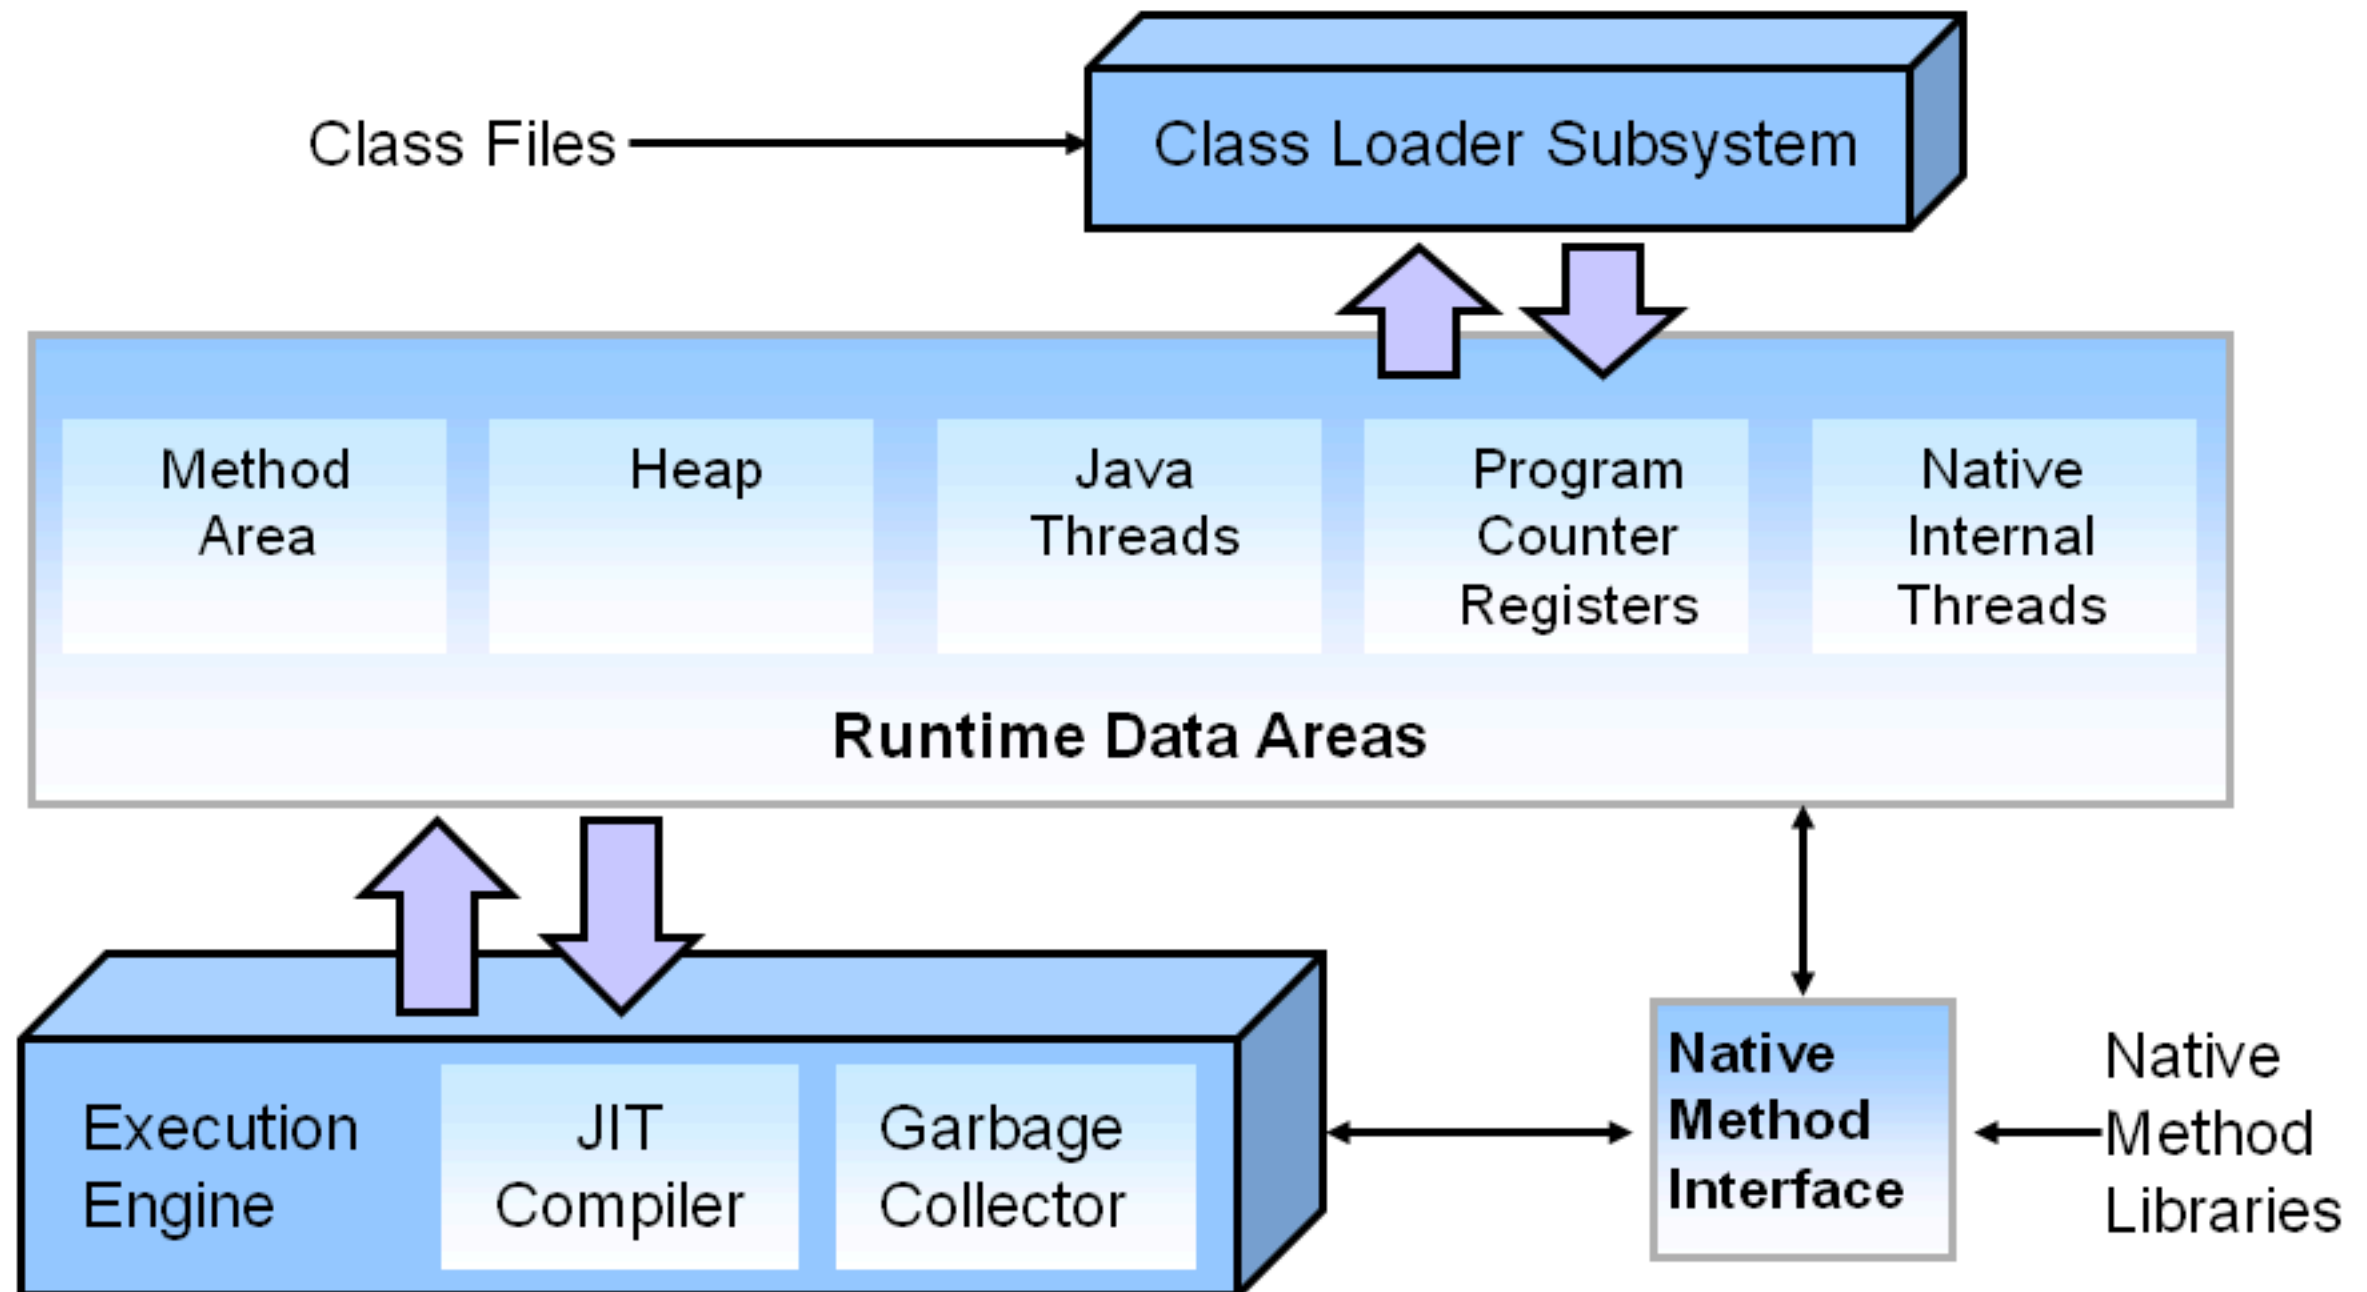 Class Files
Class Loader Subsystem
Method
Area
Heap
Java
Threads
Program
Counter
Registers
Native
Internal
Threads
Runtime Data Areas
Execution
Engine
JIT
Compiler
Garbage
Collector
Native
Method
Interface
Native
Method
Libraries